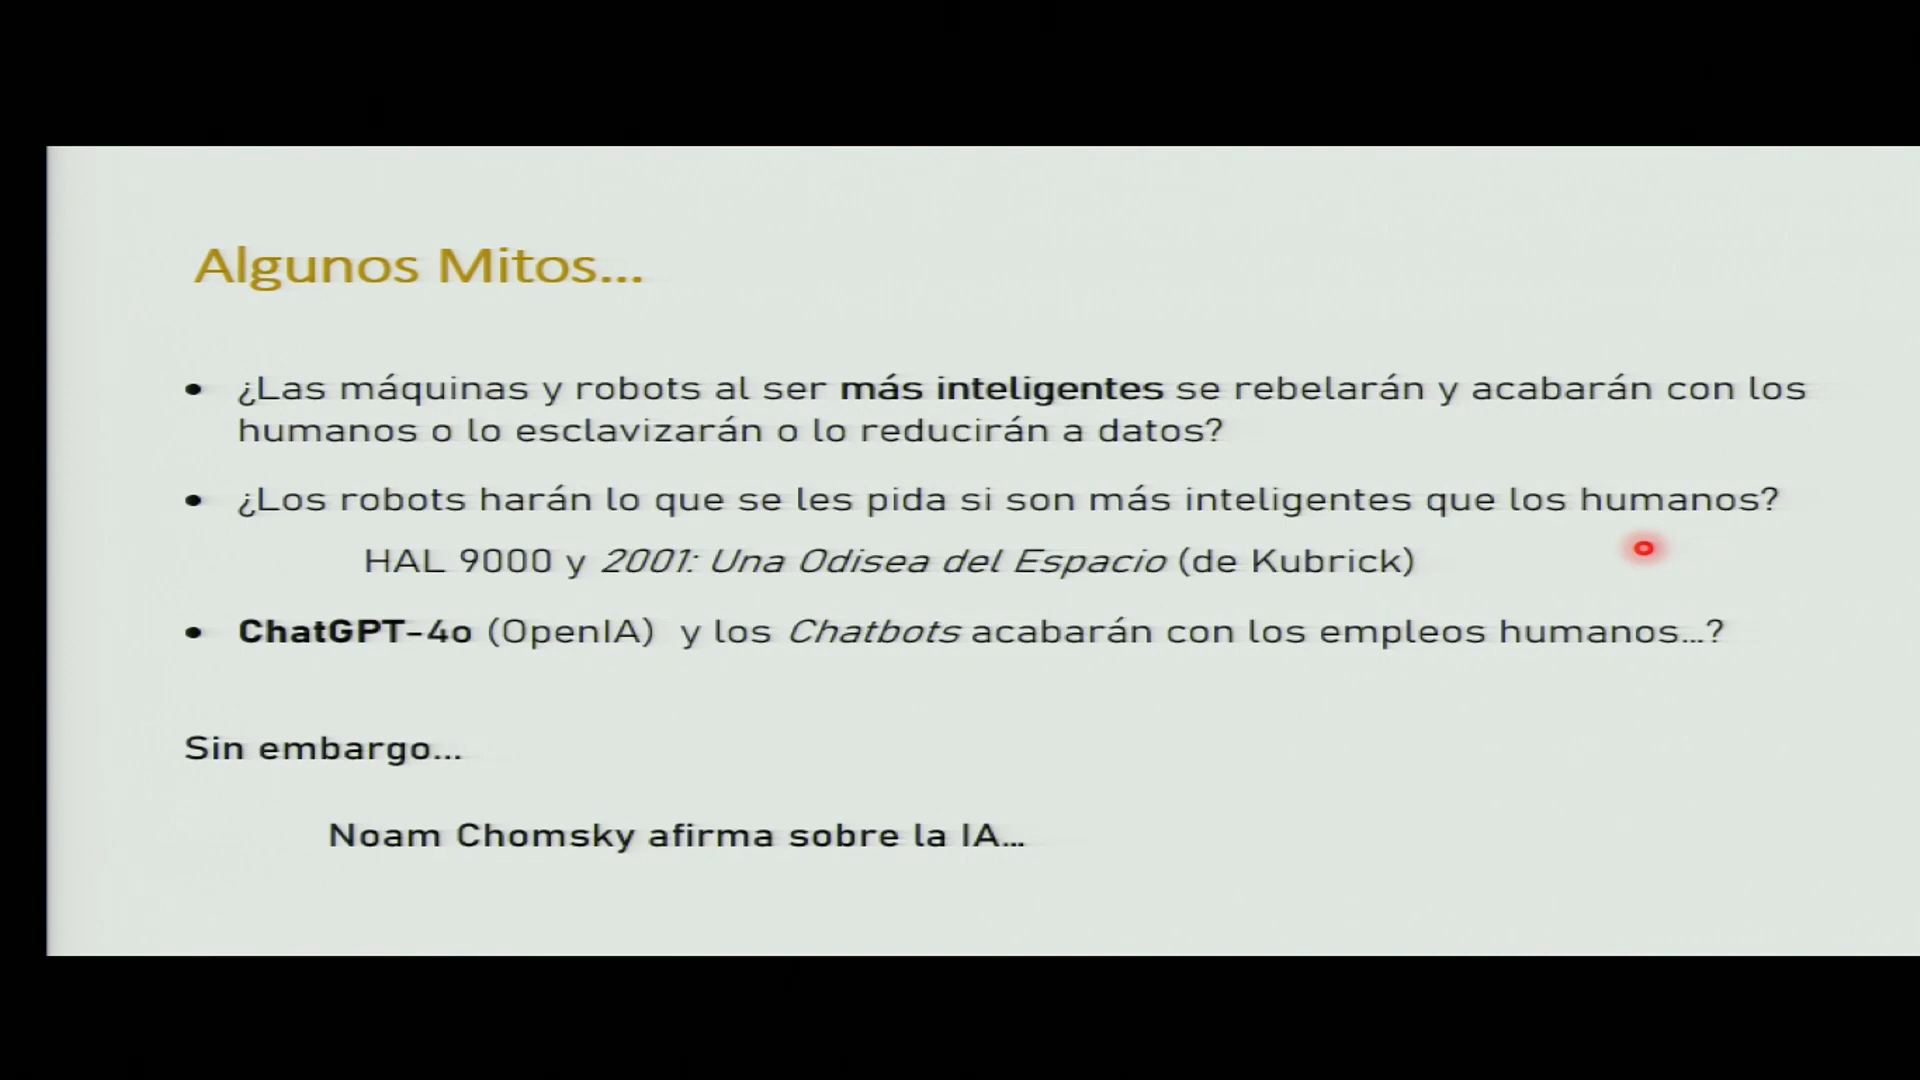 Algunos Mitos...
• ¿Las máquinas y robots al ser más inteligentes se rebelarán y acabarán con los
humanos o lo esclavizarán o lo reducirán a datos?
• ¿Los robots harán lo que se les pida si son más inteligentes que los humanos?
HAL 9000 y 2001: Una Odisea del Espacio (de Kubrick)
• ChatGPT-4o (OpenIA) y los Chatbots acabarán con los empleos humanos...?
Sin embargo...
Noam Chomsky afirma sobre la IA...